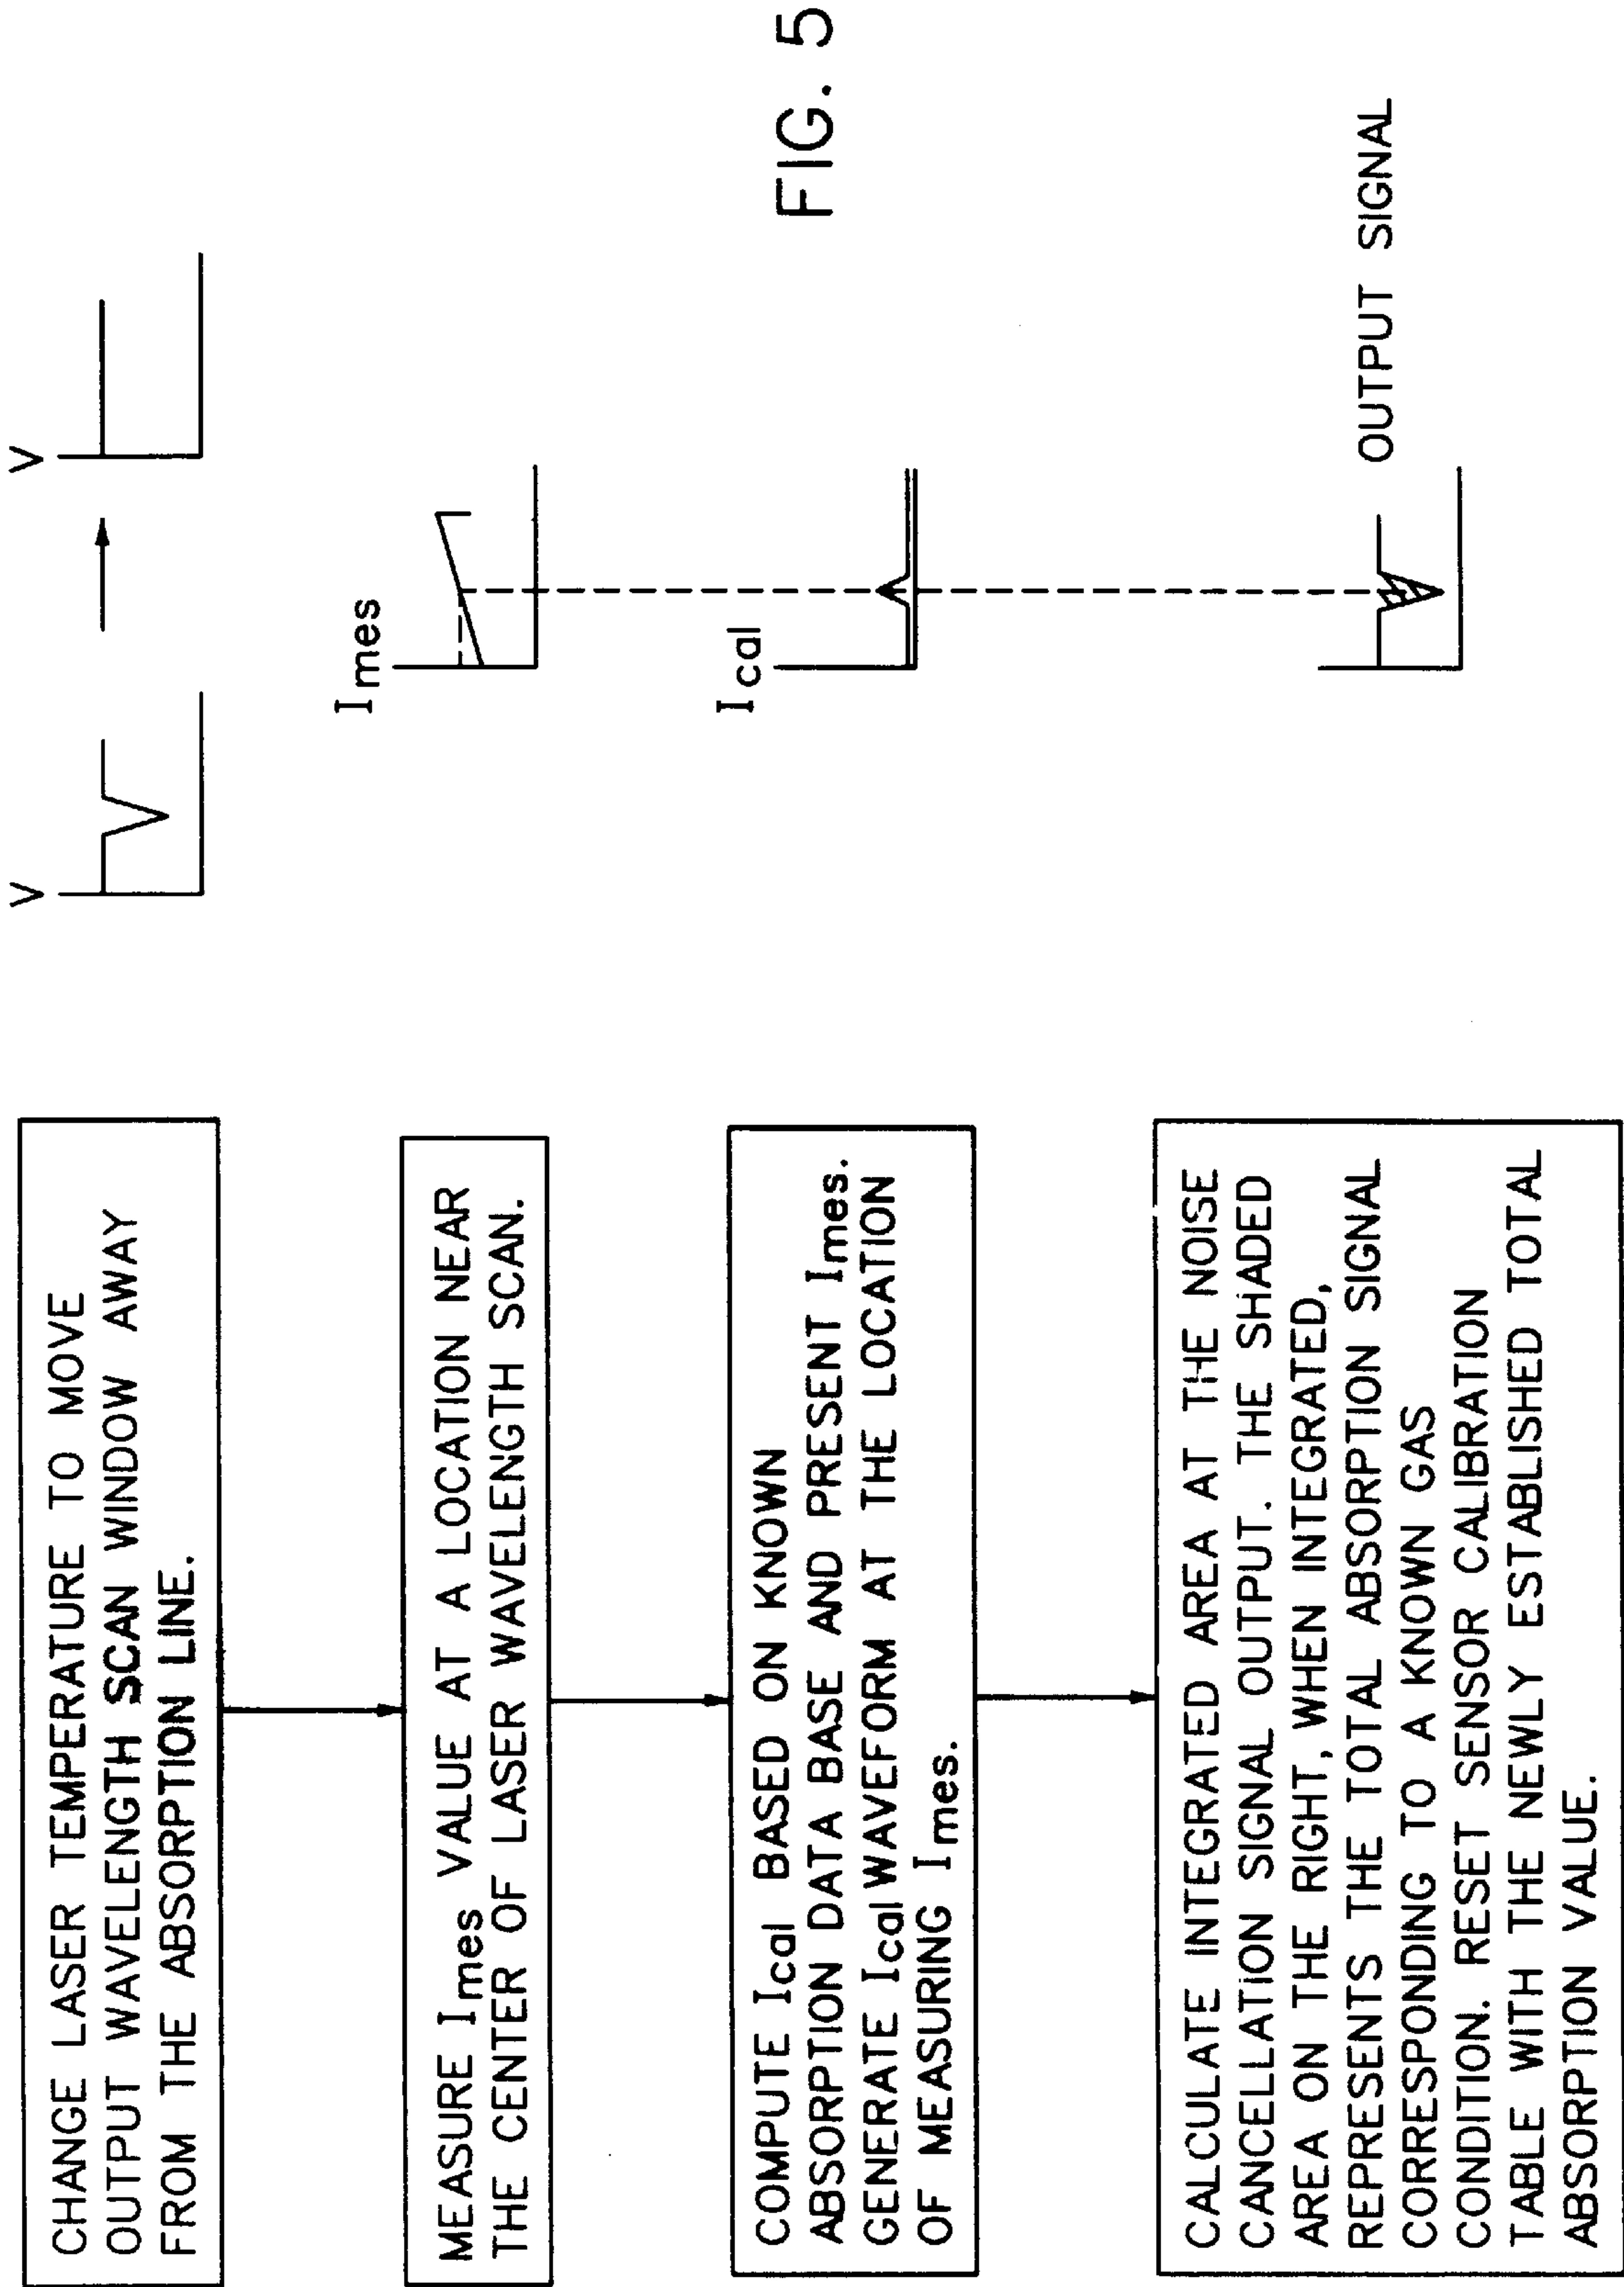 CHANGE LASER TEMPERATURE TO MOVE
OUTPUT WAVELENGTH SCAN WINDOW AWAY
FROM THE ABSORPTION LINE.
V
V
MEASURE Imes VALUE AT A LOCATION NEAR
THE CENTER OF LASER WAVELENGTH SCAN.
Imes
COMPUTE Ical BASED ON KNOWN
ABSORPTION DATA BASE AND PRESENT Imes.
GENERATE Ical WAVEFORM AT THE LOCATION
OF MEASURING Imes.
Ical
CALCULATE INTEGRATED AREA AT THE NOISE
CANCELLATION SIGNAL OUTPUT. THE SHADED
AREA ON THE RIGHT, WHEN INTEGRATED,
REPRESENTS THE TOTAL ABSORPTION SIGNAL
CORRESPONDING TO A KNOWN GAS
CONDITION. RESET SENSOR CALIBRATION
TABLE WITH THE NEWLY ESTABLISHED TOTAL
ABSORPTION VALUE.
OUTPUT SIGNAL
FIG. 5